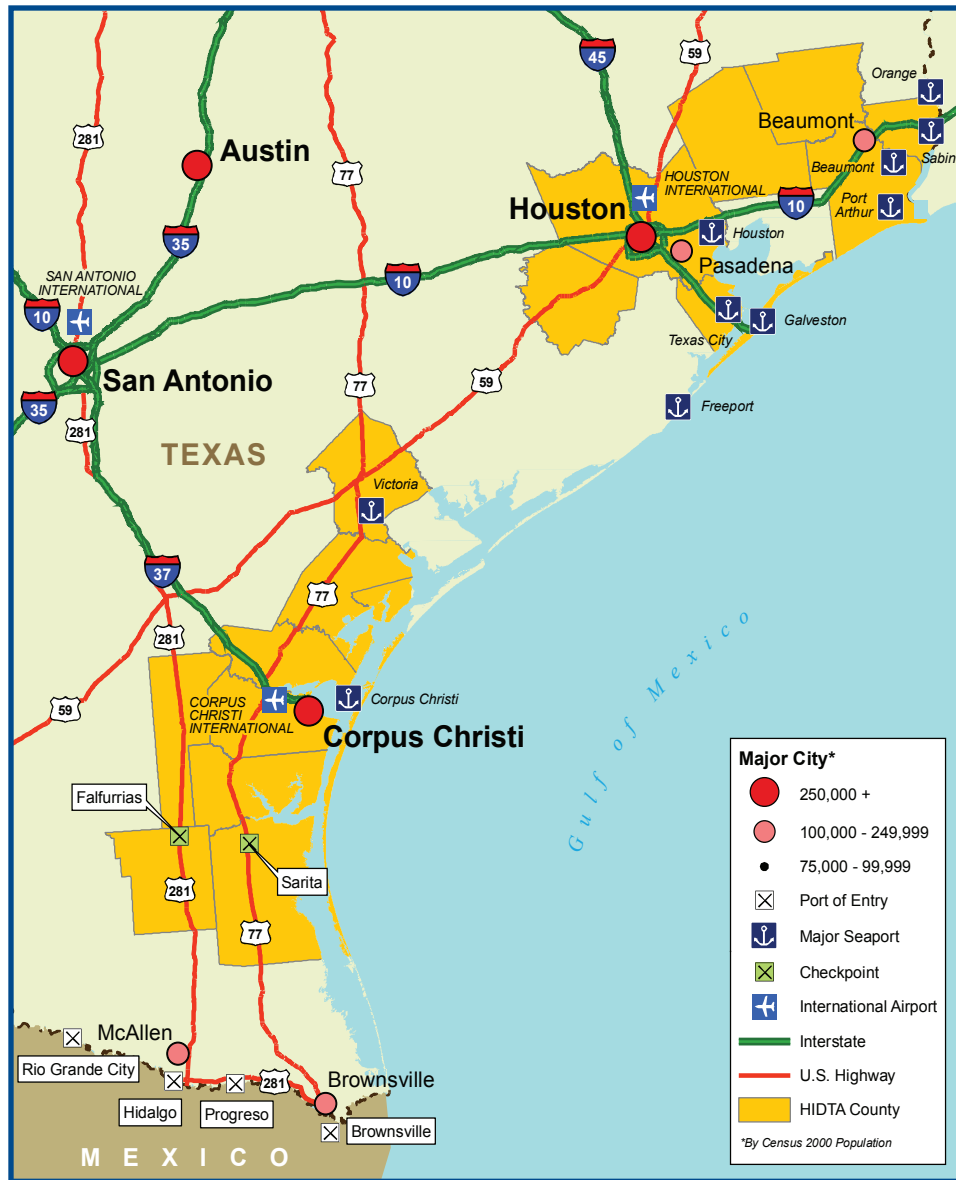 45
59
Orange
281
Beaumont
Austin
Sabin
Beaumont
77
HOUSTON
INTERNATIONAL
Port
Arthur
10
Houston
Houston
35
Pasadena
SAN ANTONIO
INTERNATIONAL
10
10
Galveston
Texas City
San Antonio
77
59
35
Freeport
281
TEXAS
Victoria
37
77
281
Gulf of Mexico
59
CORPUS
CHRISTI
INTERNATIONAL
Corpus Christi
Corpus Christi
Falfurrias
Sarita
281
77
McAllen
Rio Grande City
281
Brownsville
Hidalgo
Progreso
Brownsville
MEXICO
Major City*
250,000 +
100,000 - 249,999
75,000 - 99,999
Port of Entry
Major Seaport
Checkpoint
International Airport
Interstate
U.S. Highway
HIDTA County
*By Census 2000 Population